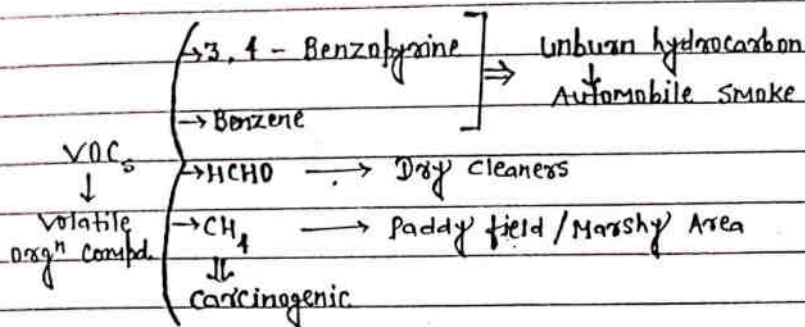 →3, 4 - Benzopyrine ] ⇒ unburn hydrocarbon
↓
Automobile smoke
→ Benzene
VOCs
↓
Volatile
orgⁿ compd.
→HCHO → Dry cleaners
→CH4 → Paddy field / Marshy Area
⇓
Carcinogenic